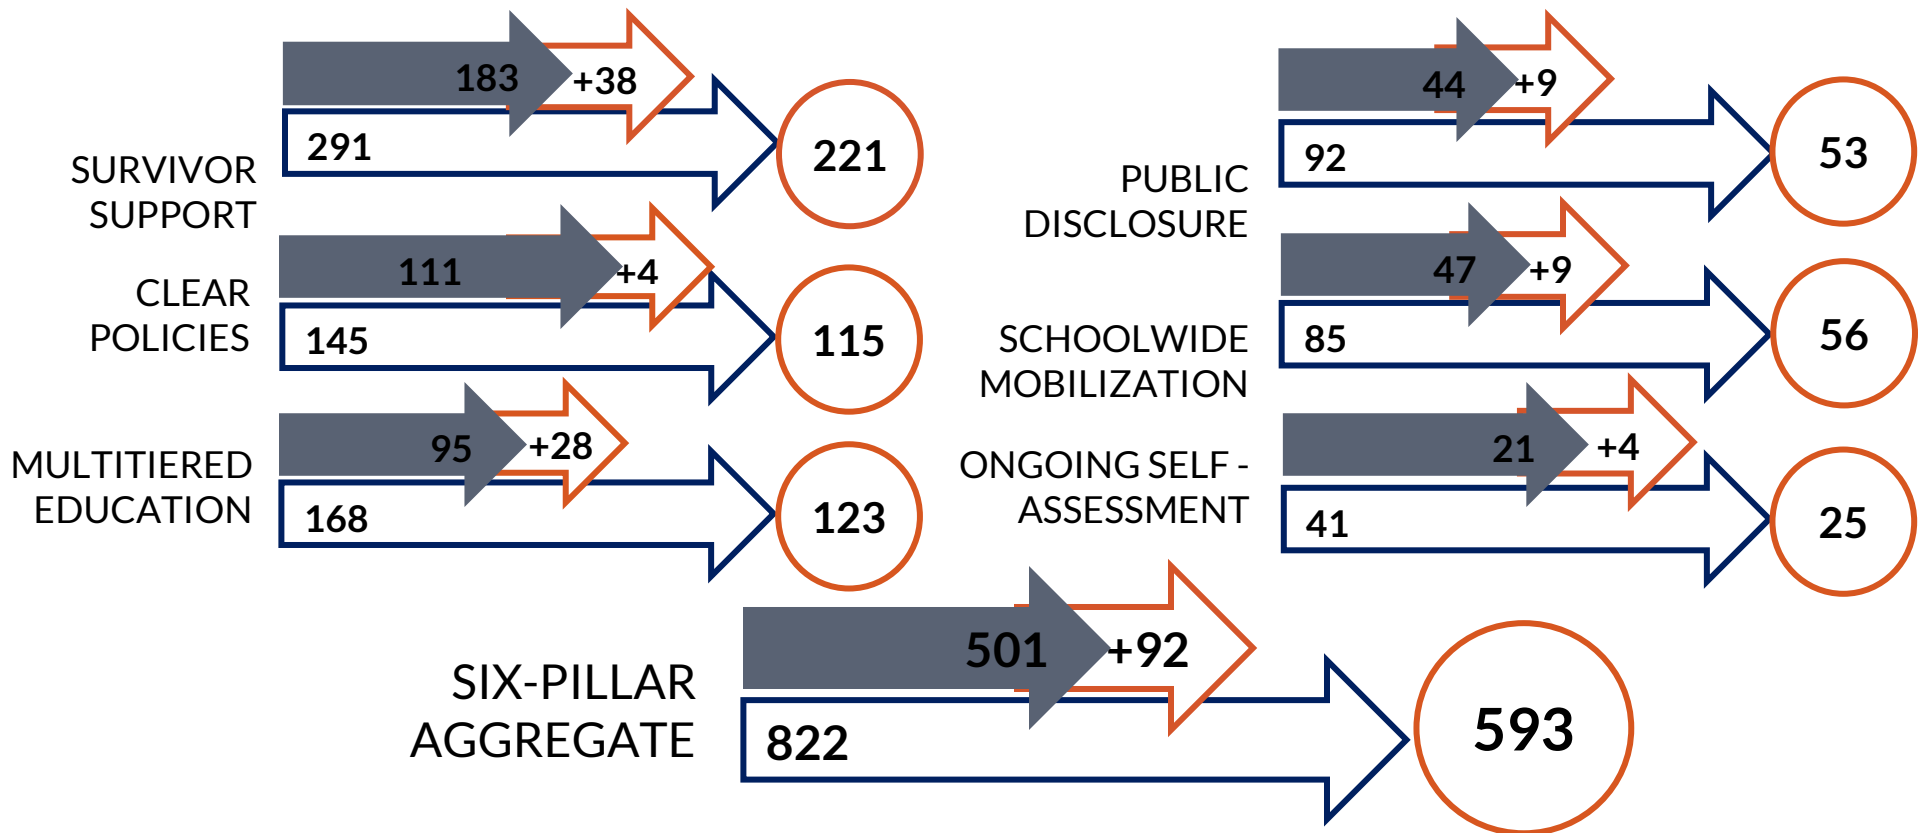 183
+38
291
221
SURVIVOR
SUPPORT
111
+4
145
115
CLEAR
POLICIES
95
+28
168
123
MULTITIERED
EDUCATION
44
+9
92
53
PUBLIC
DISCLOSURE
47
+9
85
56
SCHOOLWIDE
MOBILIZATION
21
+4
41
25
ONGOING SELF -
ASSESSMENT
501
+92
822
593
SIX-PILLAR
AGGREGATE